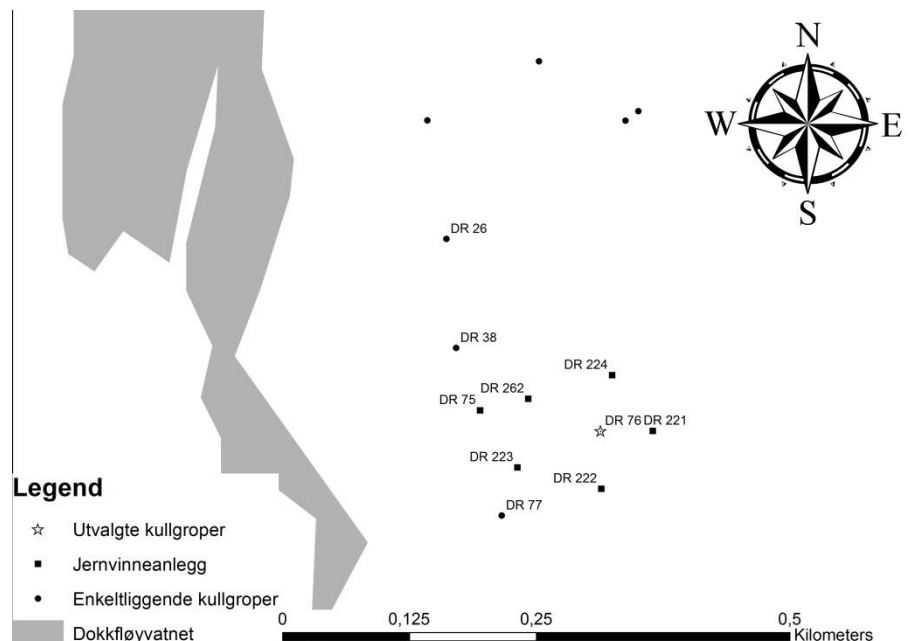 N
W E
S
DR 26
DR 38
DR 224
DR 262
DR 75
DR 76 DR 221
DR 223
DR 222
DR 77
Legend
Utvalgte kullgroper
Jernvinneanlegg
Enkeltliggende kullgroper
Dokkfløyvatnet
0 0,125 0,25 0,5
Kilometers